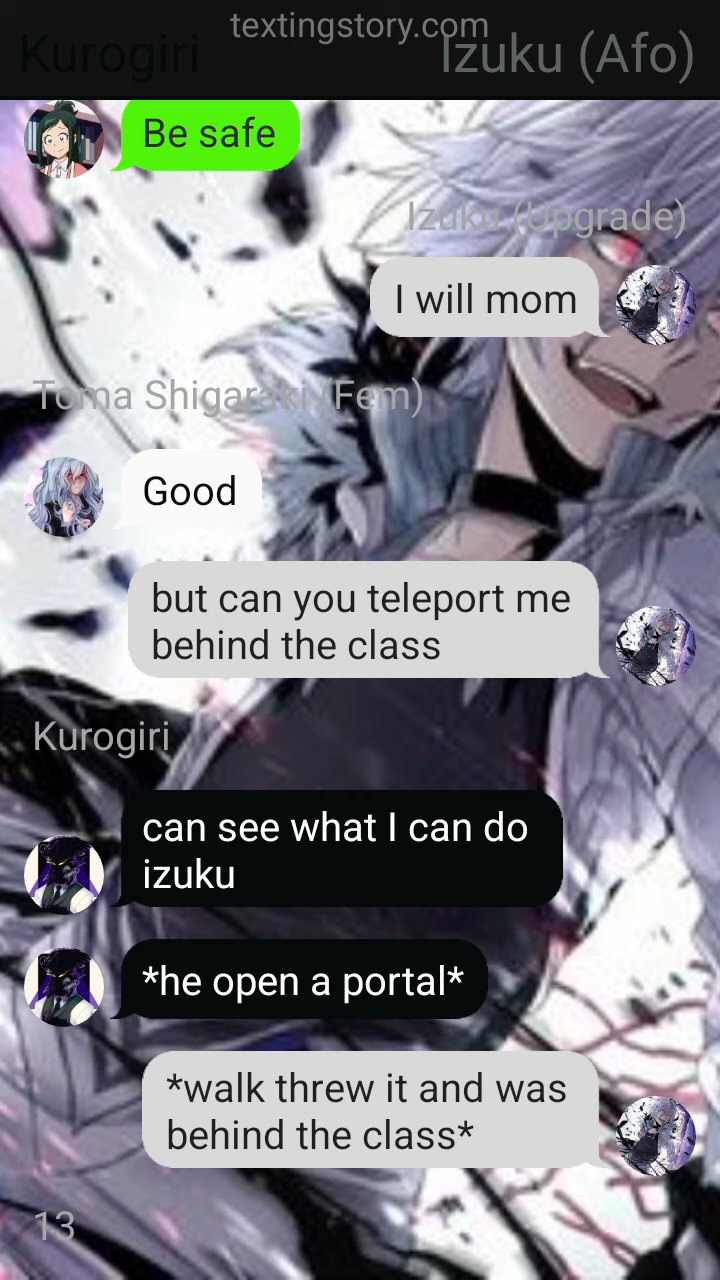 textingstory.com
Kurogiri
Izuku (Afo)
Be safe
Izuku (Upgrade)
I will mom
Toma Shigaraki (Fem)
Good
but can you teleport me
behind the class
Kurogiri
can see what I can do
izuku
*he open a portal*
*walk threw it and was
behind the class*
13